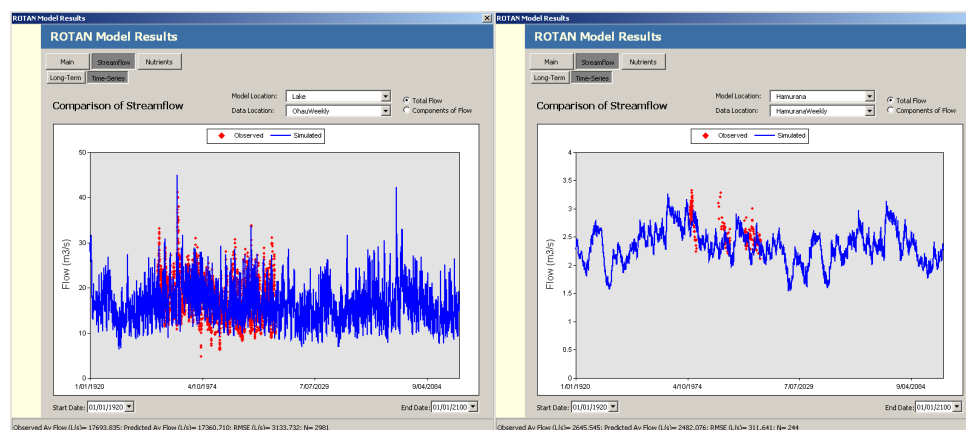 ROTAN Model Results
ROTAN Model Results
Main Streamflow Nutrients
Long-Term Time-Series
Comparison of Streamflow
Model Location: Lake
Data Location: OhauWeekly
Total Flow
Components of Flow
Observed Simulated
50
40
30
20
10
0
Flow (m3/s)
1/01/1920 4/10/1974 7/07/2029 9/04/2084
Start Date: 01/01/1920 End Date: 01/01/2100
Observed Av Flow (L/s)= 17693.835; Predicted Av Flow (L/s)= 17360.710; RMSE (L/s)= 3133.732; N= 2981
ROTAN Model Results
ROTAN Model Results
Main Streamflow Nutrients
Long-Term Time-Series
Comparison of Streamflow
Model Location: Hamurana
Data Location: HamuranaWeekly
Total Flow
Components of Flow
Observed Simulated
4
3.5
3
2.5
2
1.5
1
0.5
0
Flow (m3/s)
1/01/1920 4/10/1974 7/07/2029 9/04/2084
Start Date: 01/01/1920 End Date: 01/01/2100
Observed Av Flow (L/s)= 2645.545; Predicted Av Flow (L/s)= 2482.076; RMSE (L/s)= 311.641; N= 244